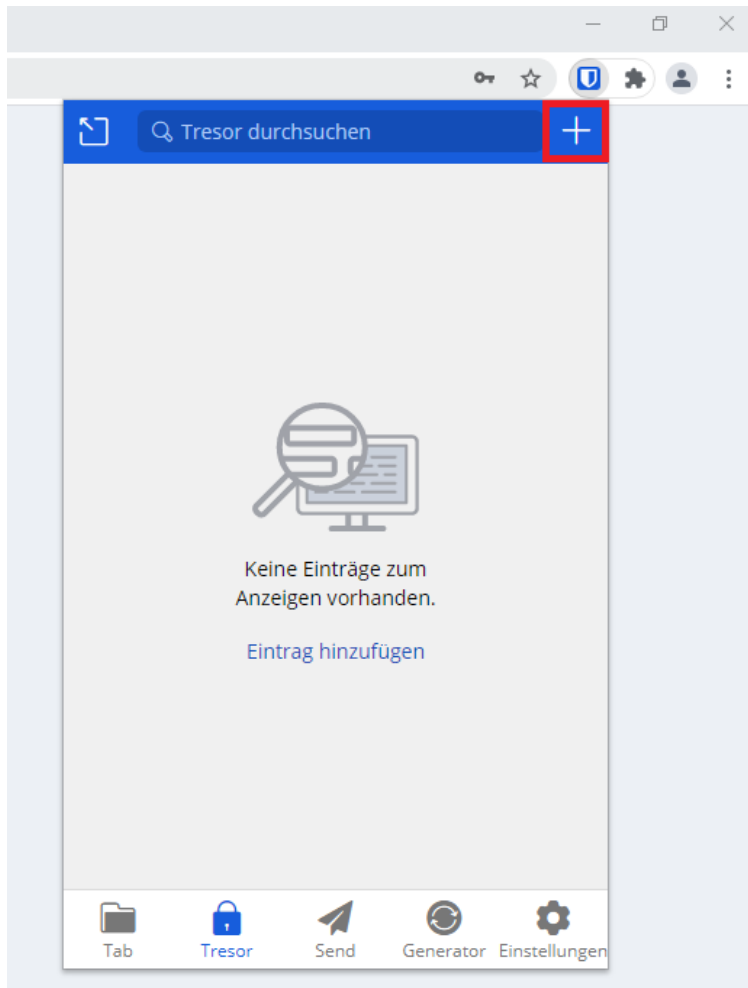 Tresor durchsuchen
Keine Einträge zum
Anzeigen vorhanden.
Eintrag hinzufügen
Tab Tresor Send Generator Einstellungen